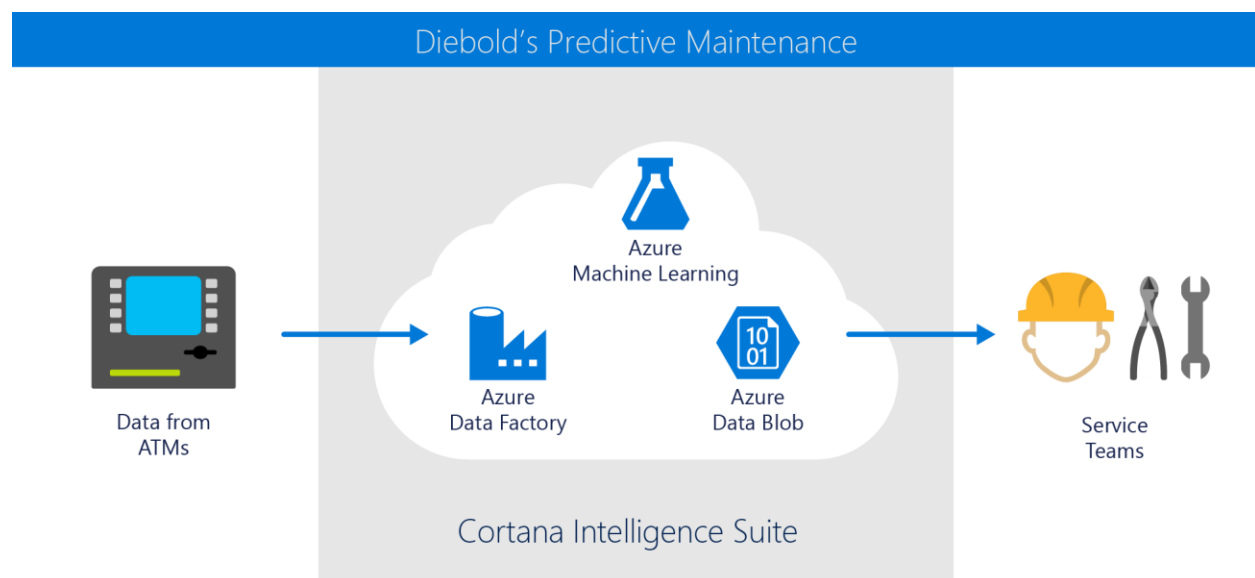 Diebold's Predictive Maintenance
Azure
Machine Learning
10
01
Azure
Data Factory
Azure
Data Blob
Data from
ATMs
Service
Teams
Cortana Intelligence Suite